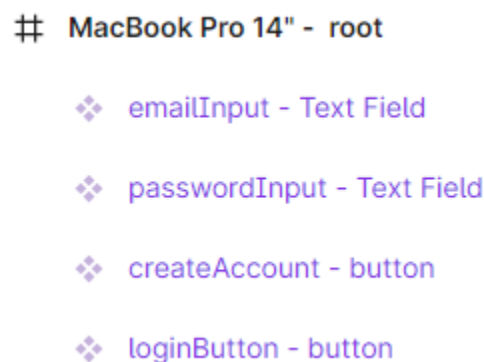 MacBook Pro 14" - root
emailInput - Text Field
passwordInput - Text Field
createAccount - button
loginButton - button